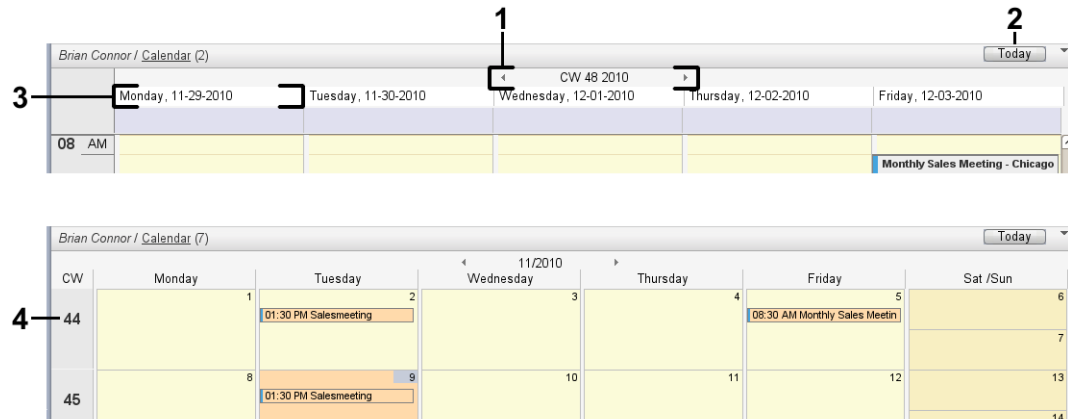 1 2
Brian Connor / Calendar (2) Today
CW 48 2010
3 Monday, 11-29-2010 Tuesday, 11-30-2010 Wednesday, 12-01-2010 Thursday, 12-02-2010 Friday, 12-03-2010
08 AM
Monthly Sales Meeting - Chicago
Brian Connor / Calendar (7) Today
11/2010
CW Monday Tuesday Wednesday Thursday Friday Sat /Sun
1 2 3 4 5 6
4 44 01:30 PM Salesmeeting 08:30 AM Monthly Sales Meetin
7
8 9 10 11 12 13
45 01:30 PM Salesmeeting
14